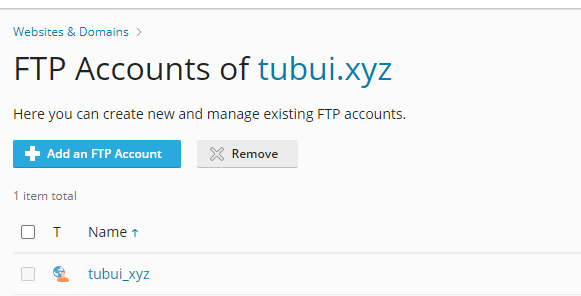 Websites & Domains >
FTP Accounts of tubui.xyz
Here you can create new and manage existing FTP accounts.
Add an FTP Account Remove
1 item total
T Name ↑
tubui_xyz